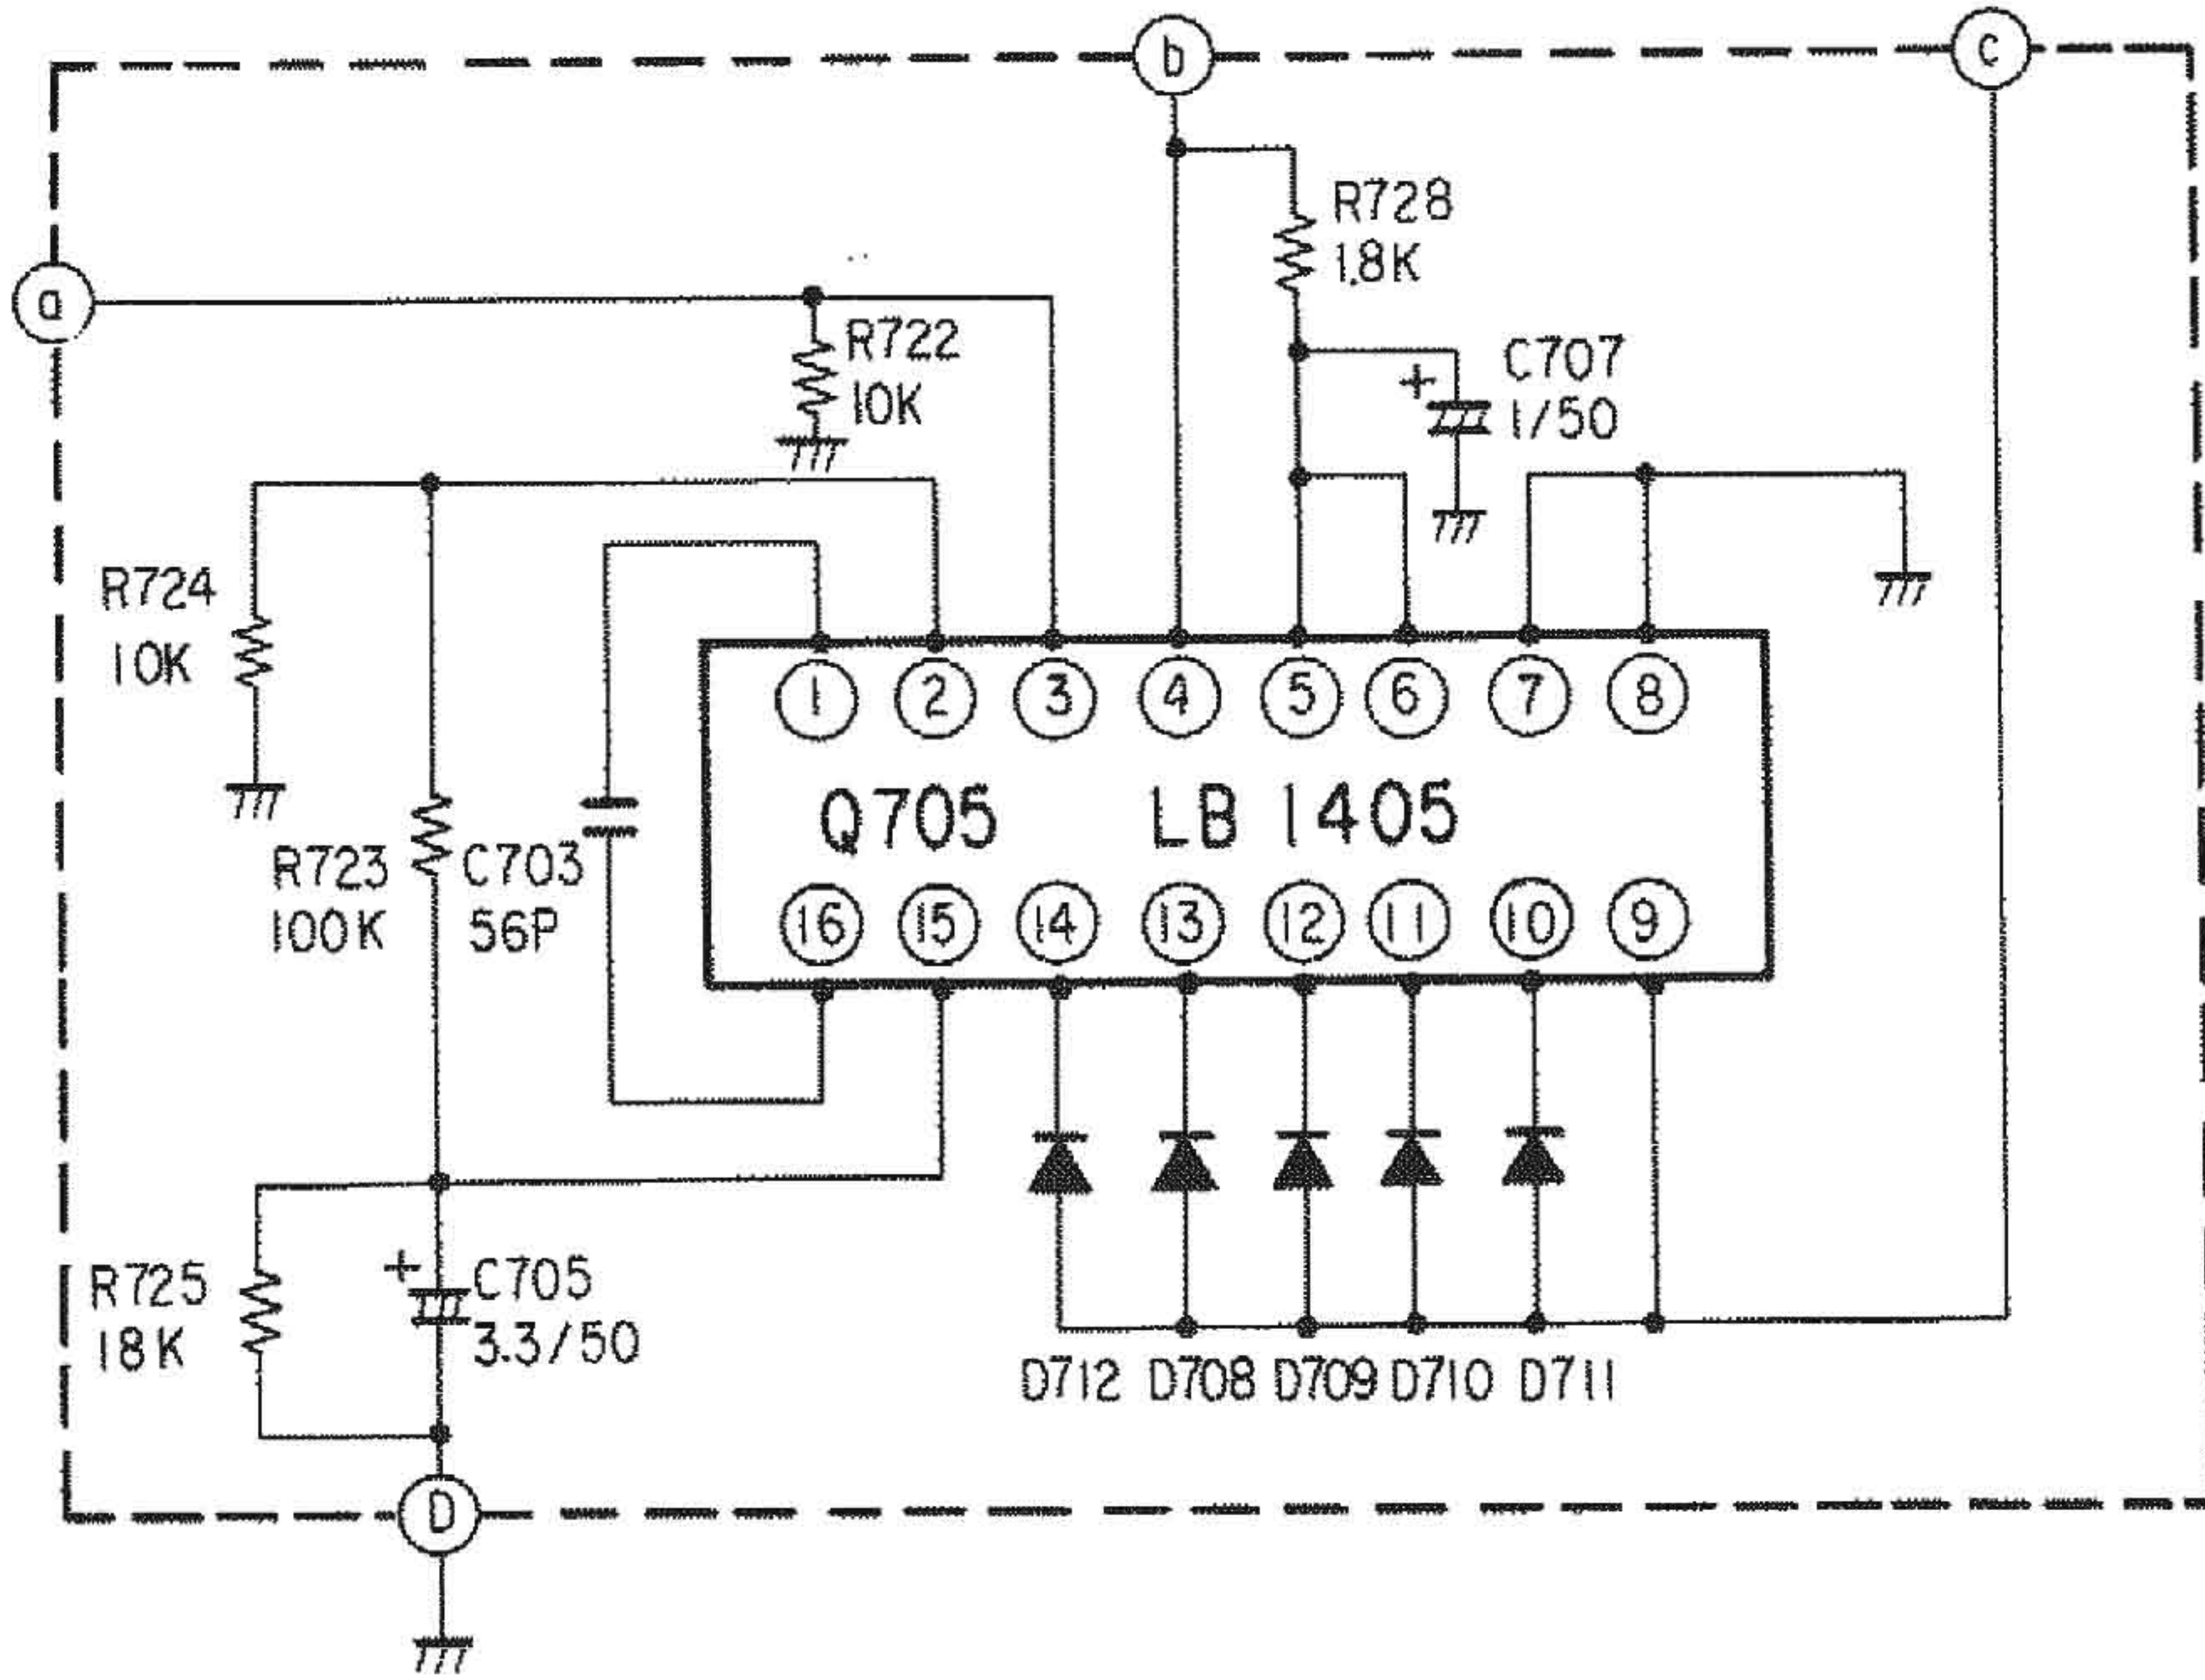 b
c
R728
1.8K
a
R722
10K
C707
+
1/50
R724
10K
1 2 3 4 5 6 7 8
Q705 LB 1405
R723
100K
C703
56P
16 15 14 13 12 11 10 9
R725
18K
+
C705
3.3/50
D712 D708 D709 D710 D711
D